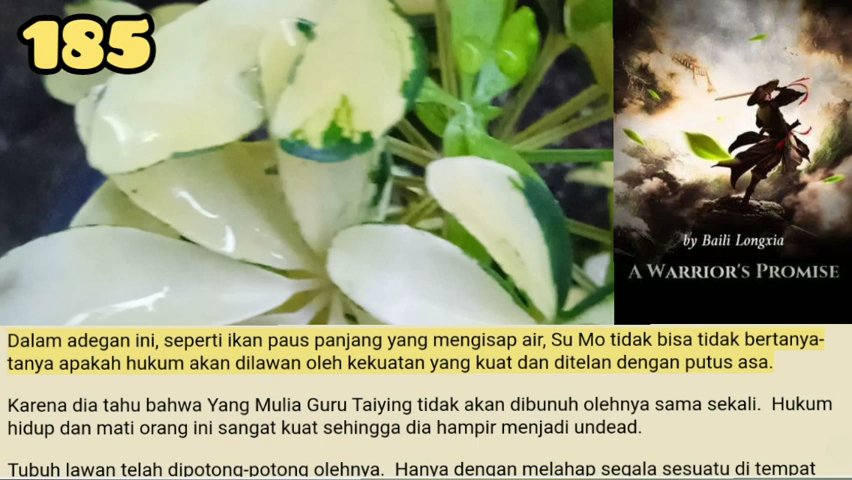 185
by Baili Longxia
A WARRIOR'S PROMISE
Dalam adegan ini, seperti ikan paus panjang yang mengisap air, Su Mo tidak bisa tidak bertanya-
tanya apakah hukum akan dilawan oleh kekuatan yang kuat dan ditelan dengan putus asa.
Karena dia tahu bahwa Yang Mulia Guru Taiying tidak akan dibunuh olehnya sama sekali. Hukum
hidup dan mati orang ini sangat kuat sehingga dia hampir menjadi undead.
Tubuh lawan telah dipotong-potong olehnya. Hanya dengan melahap segala sesuatu di tempat